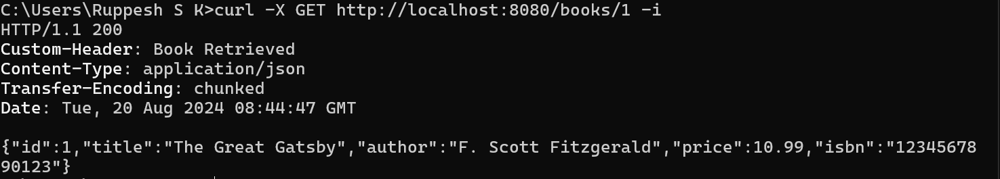 C:\Users\Ruppesh S K>curl -X GET http://localhost:8080/books/1 -i
HTTP/1.1 200
Custom-Header: Book Retrieved
Content-Type: application/json
Transfer-Encoding: chunked
Date: Tue, 20 Aug 2024 08:44:47 GMT
{"id":1,"title":"The Great Gatsby","author":"F. Scott Fitzgerald","price":10.99,"isbn":"12345678
90123"}